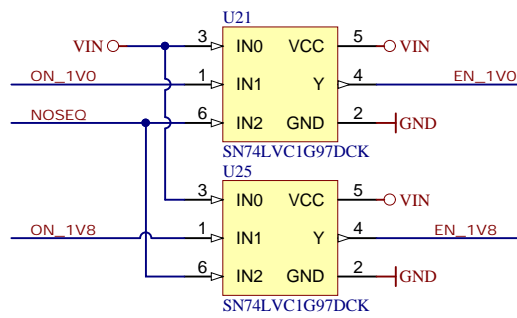 U21
VIN 3 IN0 VCC 5 VIN
ON_1V0 1 IN1 Y 4 EN_1V0
NOSEQ 6 IN2 GND 2 GND
SN74LVC1G97DCK
U25
3 IN0 VCC 5 VIN
ON_1V8 1 IN1 Y 4 EN_1V8
6 IN2 GND 2 GND
SN74LVC1G97DCK